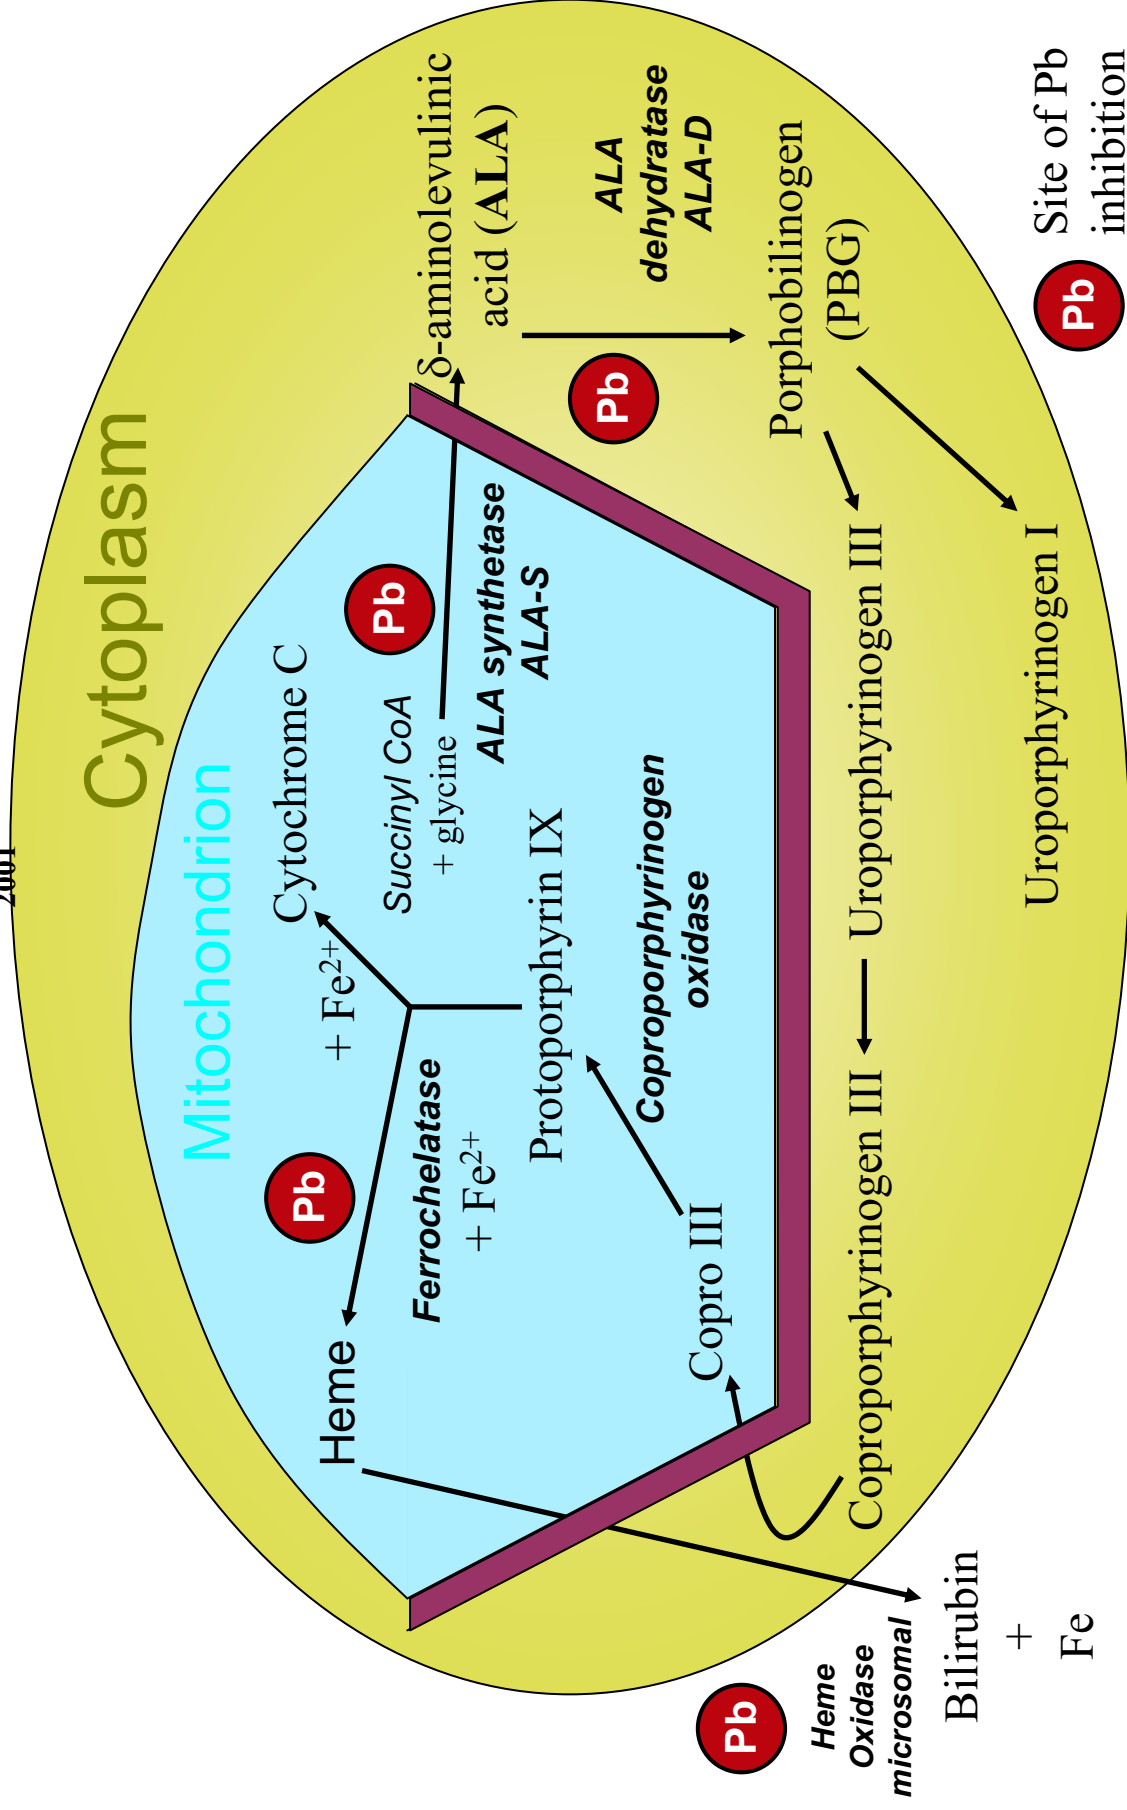 2001
Cytoplasm
Mitochondrion
Cytochrome C
+ Fe2+
Pb
Heme
Ferrochelatase
+ Fe2+
Succinyl CoA
+ glycine
Pb
ALA synthetase
ALA-S
δ-aminolevulinic
acid (ALA)
Protoporphyrin IX
Pb
ALA
dehydratase
ALA-D
Coproporphyrinogen
oxidase
Copro III
Porphobilinogen
(PBG)
Coproporphyrinogen III
Uroporphyrinogen III
Pb
Heme
Oxidase
microsomal
Bilirubin
+
Fe
Uroporphyrinogen I
Pb
Site of Pb
inhibition